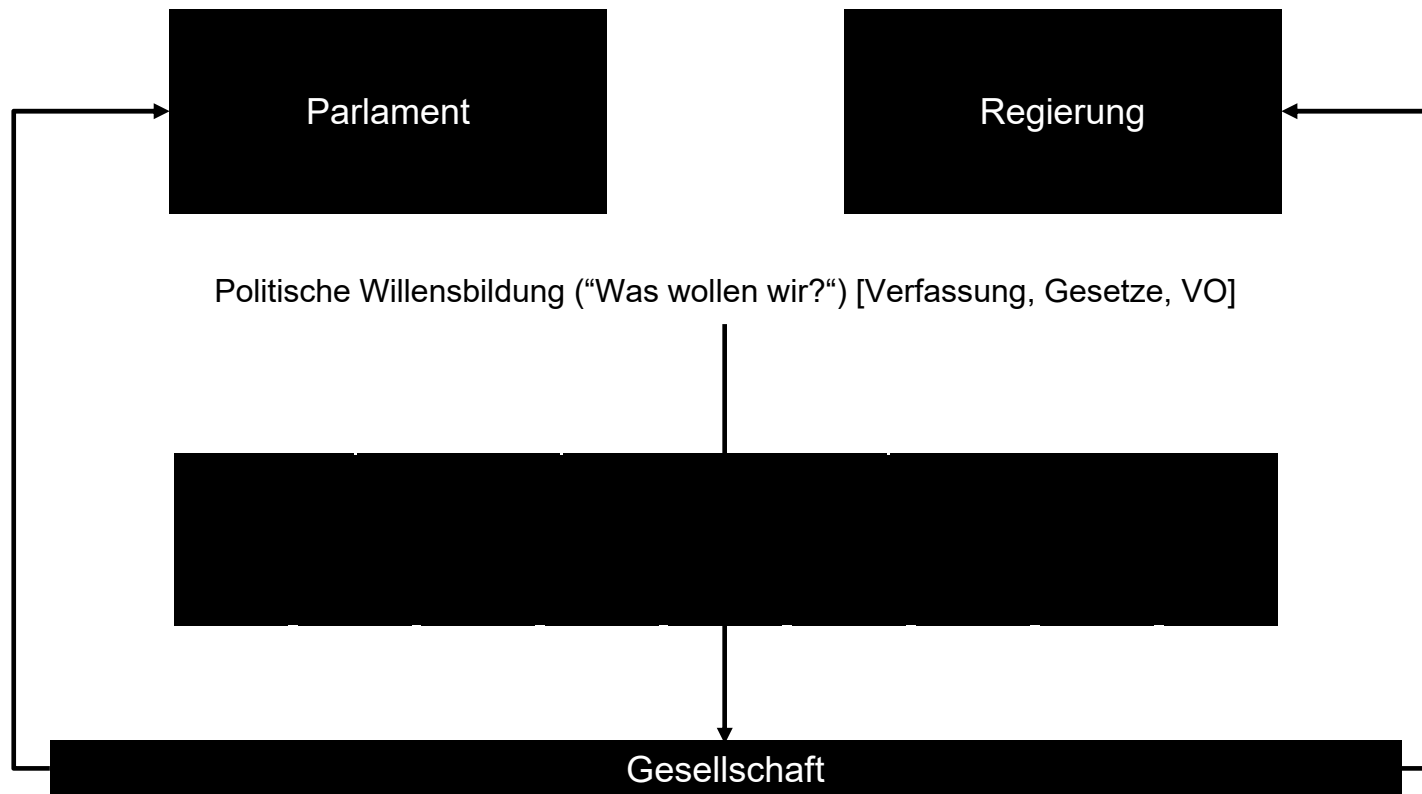 Parlament
Regierung
Politische Willensbildung (“Was wollen wir?“) [Verfassung, Gesetze, VO]
Gesellschaft